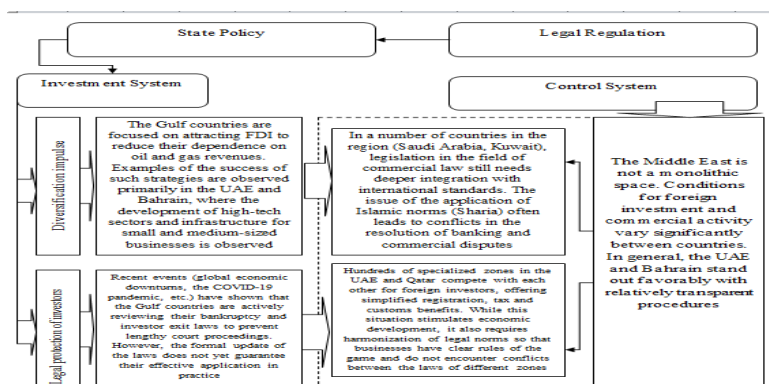 State Policy
Legal Regulation
Investment System
Control System
Diversification impulse
The Gulf countries are
focused on attracting FDI to
reduce their dependence on
oil and gas revenues.
Examples of the success of
such strategies are observed
primarily in the UAE and
Bahrain, where the
development of high-tech
sectors and infrastructure for
small and medium-sized
businesses is observed
In a number of countries in the
region (Saudi Arabia, Kuwait),
legislation in the field of
commercial law still needs
deeper integration with
international standards. The
issue of the application of
Islamic norms (Sharia) often
leads to conflicts in the
resolution of banking and
commercial disputes
The Middle East is
not a monolithic
space. Conditions
for foreign
investment and
commercial activity
vary significantly
between countries.
In general, the UAE
and Bahrain stand
out favorably with
relatively transparent
procedures
Legal protection of investors
Recent events (global economic
downturns, the COVID-19
pandemic, etc.) have shown that
the Gulf countries are actively
reviewing their bankruptcy and
investor exit laws to prevent
lengthy court proceedings.
However, the formal update of
the laws does not yet guarantee
their effective application in
practice
Hundreds of specialized zones in the
UAE and Qatar compete with each
other for foreign investors, offering
simplified registration, tax and
customs benefits. While this
situation stimulates economic
development, it also requires
harmonization of legal norms so that
businesses have clear rules of the
game and do not encounter conflicts
between the laws of different zones